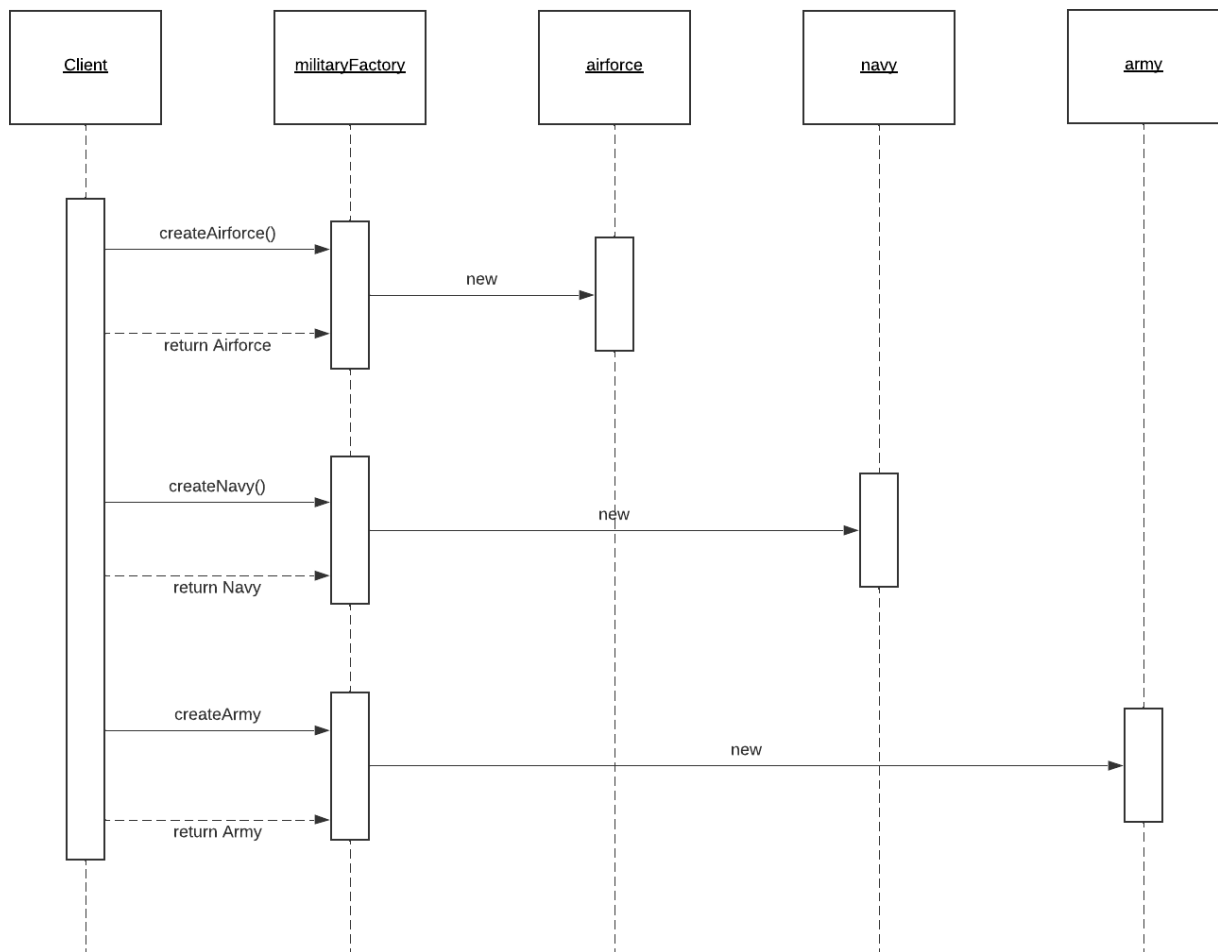 Client
militaryFactory
airforce
navy
army
createAirforce()
new
return Airforce
createNavy()
new
return Navy
createArmy
new
return Army